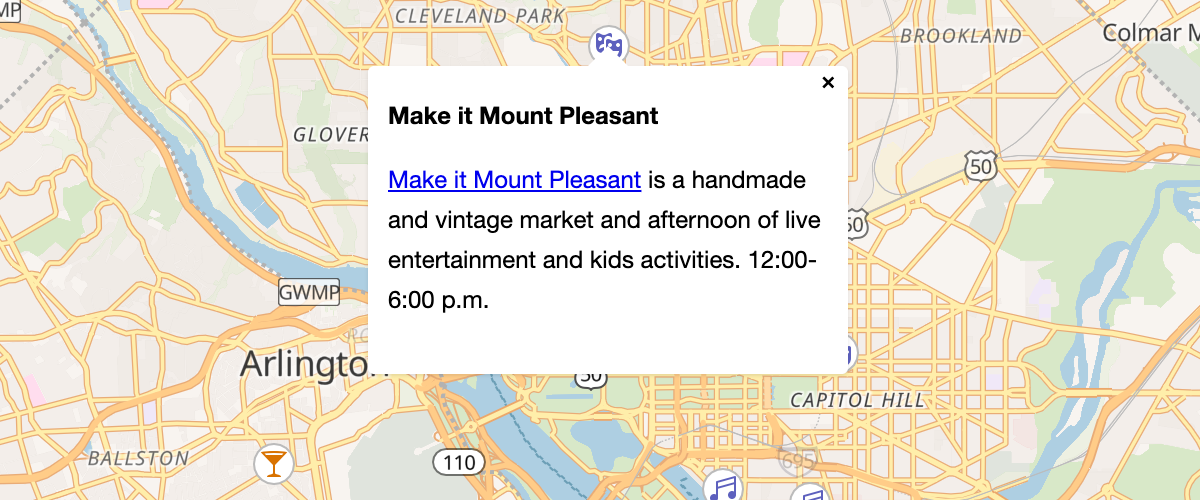 MP
CLEVELAND PARK
BROOKLAND
Colmar M
×
Make it Mount Pleasant
GLOVER
Make it Mount Pleasant is a handmade
and vintage market and afternoon of live
entertainment and kids activities. 12:00-
6:00 p.m.
50
50
GWMP
Arlington
50
CAPITOL HILL
BALLSTON
110
695